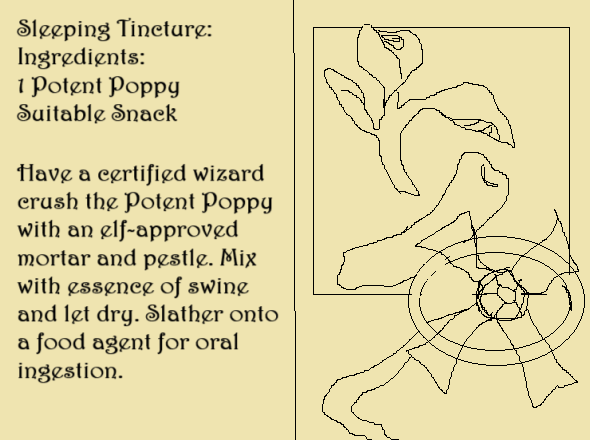 Sleeping Tincture:
Ingredients:
1 Potent Poppy
Suitable Snack
Have a certified wizard
crush the Potent Poppy
with an elf-approved
mortar and pestle. Mix
with essence of swine
and let dry. Slather onto
a food agent for oral
ingestion.